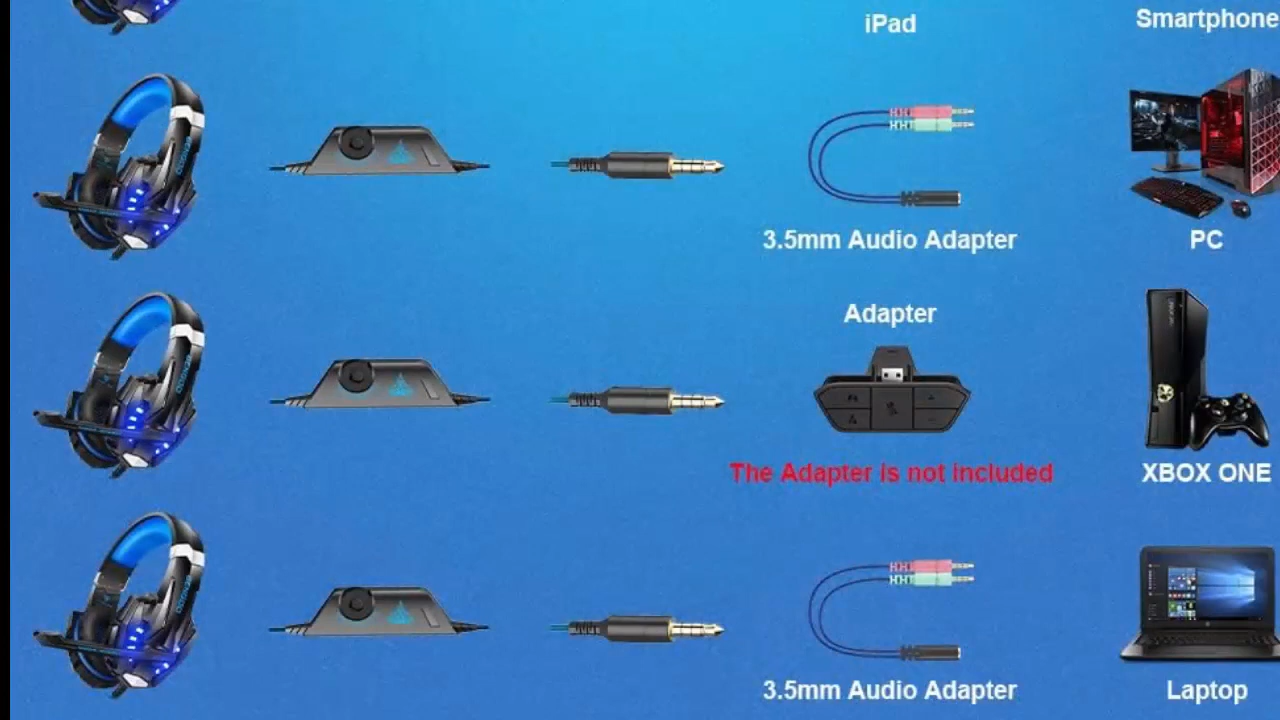 iPad
Smartphone
3.5mm Audio Adapter
PC
Adapter
The Adapter is not included
XBOX ONE
3.5mm Audio Adapter
Laptop